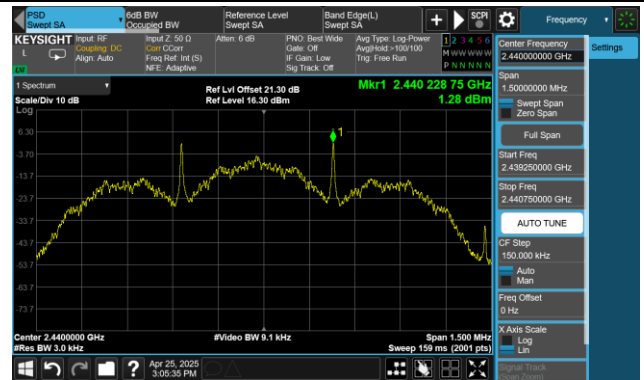 PSD
Swept SA
6dB BW
Occupied BW
Reference Level
Swept SA
Band Edge(L)
Swept SA
SCPI
Frequency
KEYSIGHT
L
Input: RF
Coupling: DC
Align: Auto
Input Z: 50 Ω
Corr CCorr
Freq Ref: Int (S)
NFE: Adaptive
Atten: 6 dB
PNO: Best Wide
Gate: Off
IF Gain: Low
Sig Track: Off
Avg Type: Log-Power
Avg|Hold:>100/100
Trig: Free Run
1 2 3 4 5 6
M W W W W W
P N N N N N
1 Spectrum
Scale/Div 10 dB
Log
Ref Lvl Offset 21.30 dB
Ref Level 16.30 dBm
Mkr1 2.440 228 75 GHz
1.28 dBm
6.30
-3.70
-13.7
-23.7
-33.7
-43.7
-53.7
-63.7
-73.7
1
Center 2.4400000 GHz
#Res BW 3.0 kHz
#Video BW 9.1 kHz
Span 1.500 MHz
Sweep 159 ms (2001 pts)
Apr 25, 2025
3:05:35 PM
Center Frequency
2.440000000 GHz
Span
1.50000000 MHz
Swept Span
Zero Span
Full Span
Start Freq
2.439250000 GHz
Stop Freq
2.440750000 GHz
AUTO TUNE
CF Step
150.000 kHz
Auto
Man
Freq Offset
0 Hz
X Axis Scale
Log
Lin
Signal Track
(Span Zoom)
Settings